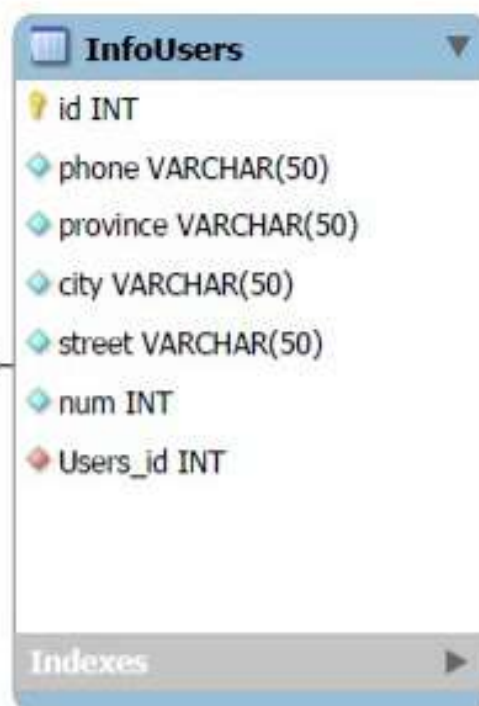 InfoUsers
id INT
phone VARCHAR(50)
province VARCHAR(50)
city VARCHAR(50)
street VARCHAR(50)
num INT
Users_id INT
Indexes